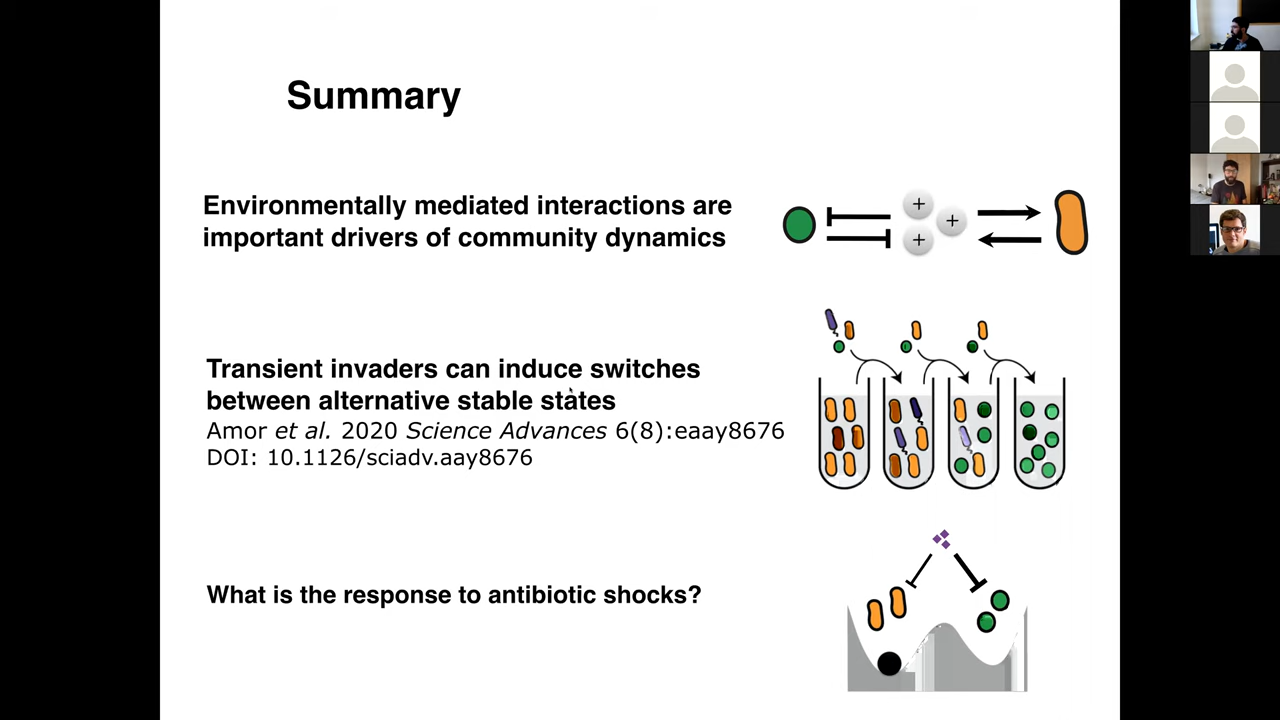 Summary
Environmentally mediated interactions are
important drivers of community dynamics
+
+
+
Transient invaders can induce switches
between alternative stable states
Amor et al. 2020 Science Advances 6(8):eaay8676
DOI: 10.1126/sciadv.aay8676
What is the response to antibiotic shocks?